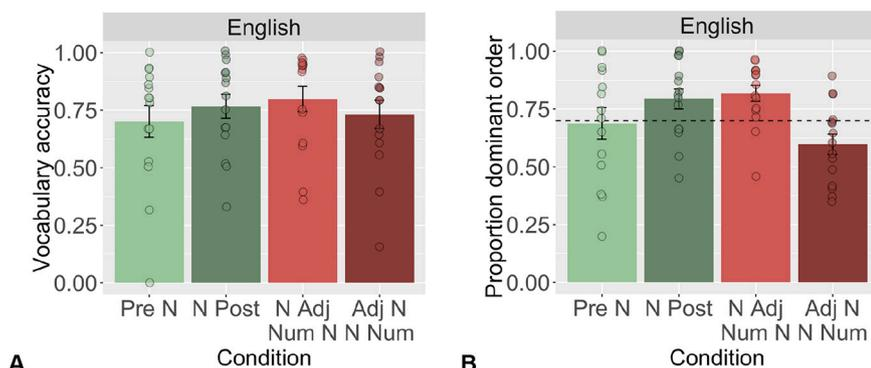 English
Vocabulary accuracy
1.00
0.75
0.50
0.25
0.00
Pre N
N Post
N Adj
Num N
Adj N
N Num
Condition
A
English
Proportion dominant order
1.00
0.75
0.50
0.25
0.00
Pre N
N Post
N Adj
Num N
Adj N
N Num
Condition
B